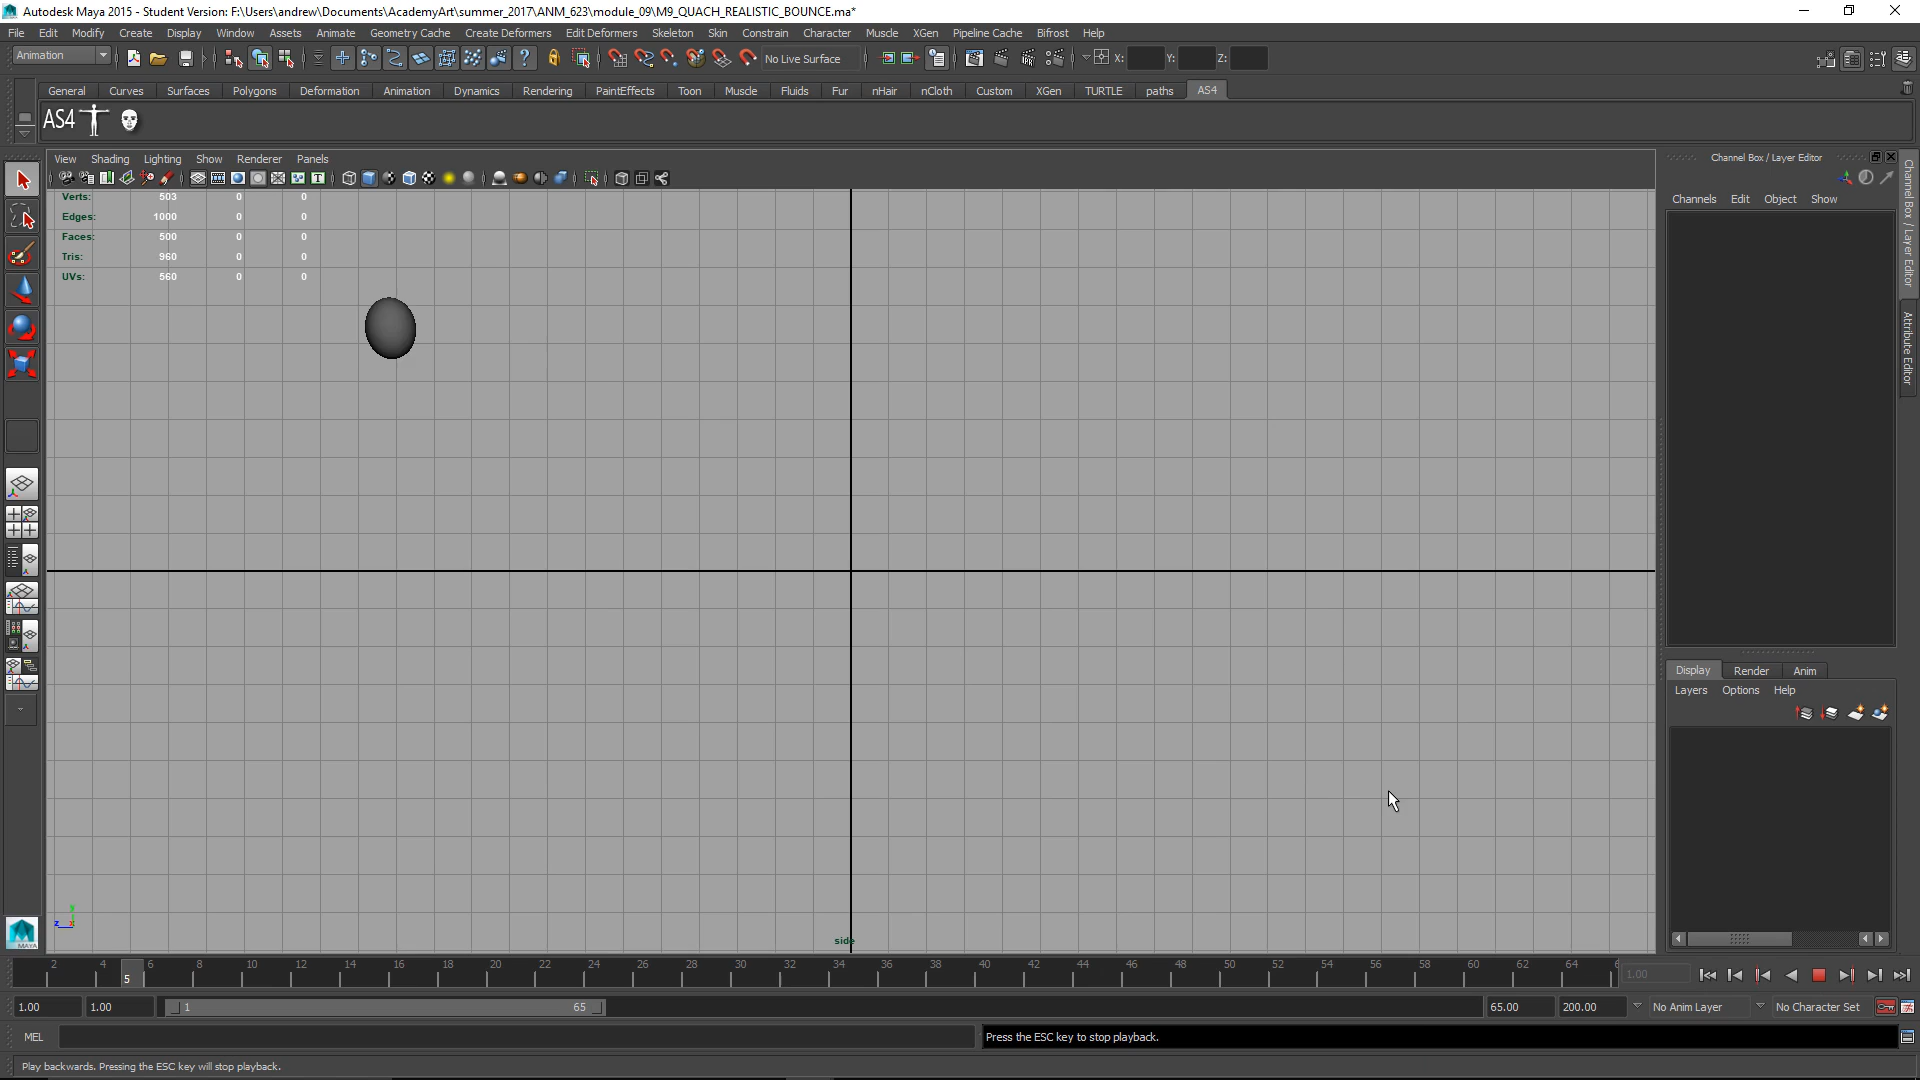 Autodesk Maya 2015 - Student Version: F:\Users\andrew\Documents\AcademyArt\summer_2017\ANM_623\module_09\M9_QUACH_REALISTIC_BOUNCE.ma*
File Edit Modify Create Display Window Assets Animate Geometry Cache Create Deformers Edit Deformers Skeleton Skin Constrain Character Muscle XGen Pipeline Cache Bifrost Help
Animation No Live Surface X: Y: Z:
General Curves Surfaces Polygons Deformation Animation Dynamics Rendering PaintEffects Toon Muscle Fluids Fur nHair nCloth Custom XGen TURTLE paths AS4
AS4
View Shading Lighting Show Renderer Panels
Channel Box / Layer Editor
Channels Edit Object Show
Verts: 503 0 0
Edges: 1000 0 0
Faces: 500 0 0
Tris: 960 0 0
UVs: 560 0 0
Channel Box / Layer Editor
Attribute Editor
Display Render Anim
Layers Options Help
y
z x
MAYA
side
2 4 6 8 10 12 14 16 18 20 22 24 26 28 30 32 34 36 38 40 42 44 46 48 50 52 54 56 58 60 62 64
5
1.00
1.00 1.00 1 65 65.00 200.00 No Anim Layer No Character Set
MEL Press the ESC key to stop playback.
Play backwards. Pressing the ESC key will stop playback.